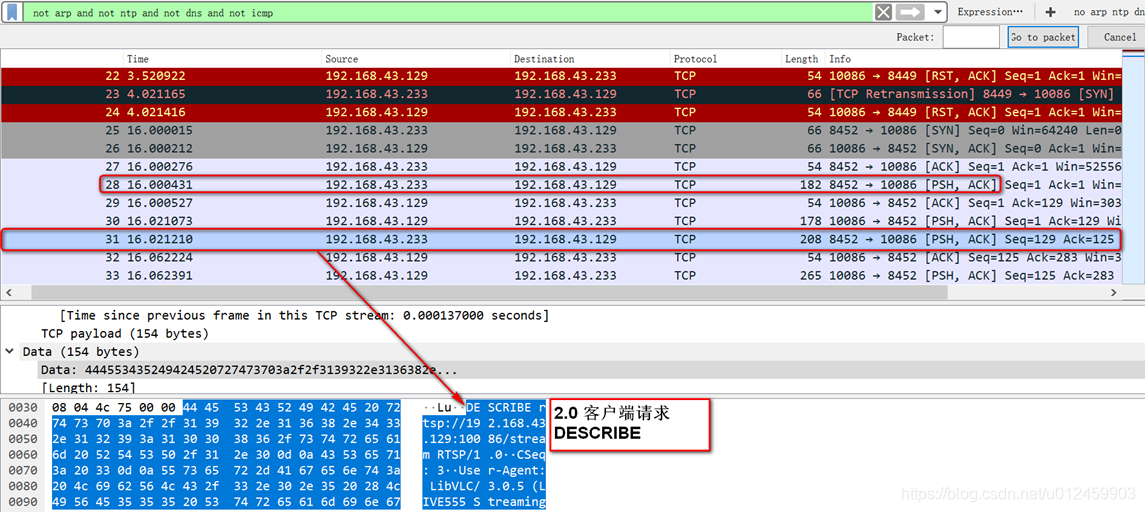 not arp and not ntp and not dns and not icmp Expression… + no arp ntp dn
Packet: Go to packet Cancel
Time Source Destination Protocol Length Info
22 3.520922 192.168.43.129 192.168.43.233 TCP 54 10086 → 8449 [RST, ACK] Seq=1 Ack=1 Win=
23 4.021165 192.168.43.233 192.168.43.129 TCP 66 [TCP Retransmission] 8449 → 10086 [SYN]
24 4.021416 192.168.43.129 192.168.43.233 TCP 54 10086 → 8449 [RST, ACK] Seq=1 Ack=1 Win=
25 16.000015 192.168.43.233 192.168.43.129 TCP 66 8452 → 10086 [SYN] Seq=0 Win=64240 Len=0
26 16.000212 192.168.43.129 192.168.43.233 TCP 66 10086 → 8452 [SYN, ACK] Seq=0 Ack=1 Win=
27 16.000276 192.168.43.233 192.168.43.129 TCP 54 8452 → 10086 [ACK] Seq=1 Ack=1 Win=52556
28 16.000431 192.168.43.233 192.168.43.129 TCP 182 8452 → 10086 [PSH, ACK] Seq=1 Ack=1 Win=
29 16.000527 192.168.43.129 192.168.43.233 TCP 54 10086 → 8452 [ACK] Seq=1 Ack=129 Win=303
30 16.021073 192.168.43.129 192.168.43.233 TCP 178 10086 → 8452 [PSH, ACK] Seq=1 Ack=129 Wi
31 16.021210 192.168.43.233 192.168.43.129 TCP 208 8452 → 10086 [PSH, ACK] Seq=129 Ack=125
32 16.062224 192.168.43.129 192.168.43.233 TCP 54 10086 → 8452 [ACK] Seq=125 Ack=283 Win=3
33 16.062391 192.168.43.129 192.168.43.233 TCP 265 10086 → 8452 [PSH, ACK] Seq=125 Ack=283
[Time since previous frame in this TCP stream: 0.000137000 seconds]
TCP payload (154 bytes)
Data (154 bytes)
Data: 444553435249424520727473703a2f2f3139322e3136382e...
[Length: 154]
0030 08 04 4c 75 00 00 44 45 53 43 52 49 42 45 20 72 ··Lu··DE SCRIBE r
0040 74 73 70 3a 2f 2f 31 39 32 2e 31 36 38 2e 34 33 tsp://19 2.168.43
0050 2e 31 32 39 3a 31 30 30 38 36 2f 73 74 72 65 61 .129:100 86/strea
0060 6d 20 52 54 53 50 2f 31 2e 30 0d 0a 43 53 65 71 m RTSP/1 .0··CSeq
0070 3a 20 33 0d 0a 55 73 65 72 2d 41 67 65 6e 74 3a : 3··Use r-Agent:
0080 20 4c 69 62 56 4c 43 2f 33 2e 30 2e 35 20 28 4c LibVLC/ 3.0.5 (L
0090 49 56 45 35 35 35 20 53 74 72 65 61 6d 69 6e 67 IVE555 S treaming
2.0 客户端请求
DESCRIBE
https://blog.csdn.net/u012459903